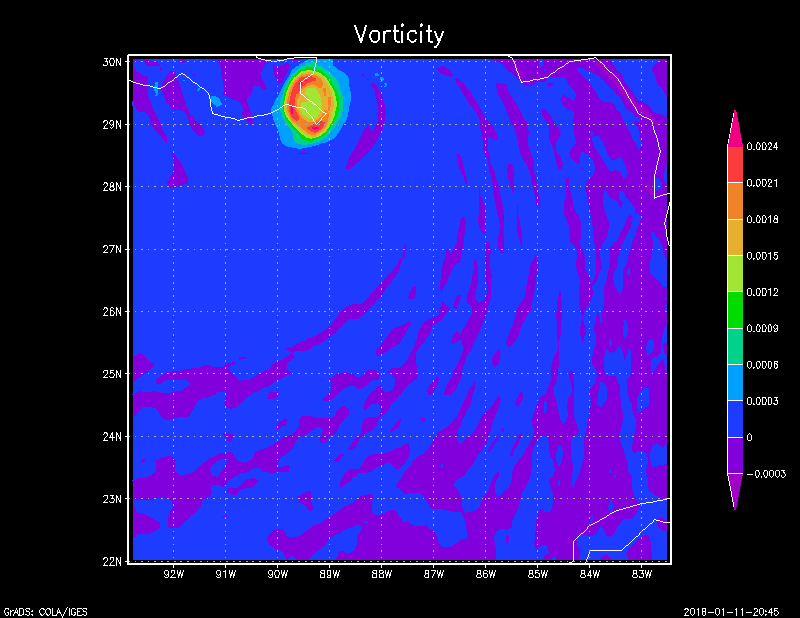 Vorticity
30N
29N
28N
27N
26N
25N
24N
23N
22N
92W 91W 90W 89W 88W 87W 86W 85W 84W 83W
0.0024
0.0021
0.0018
0.0015
0.0012
0.0009
0.0006
0.0003
0
-0.0003
GrADS: COLA/IGES
2018-01-11-20:45